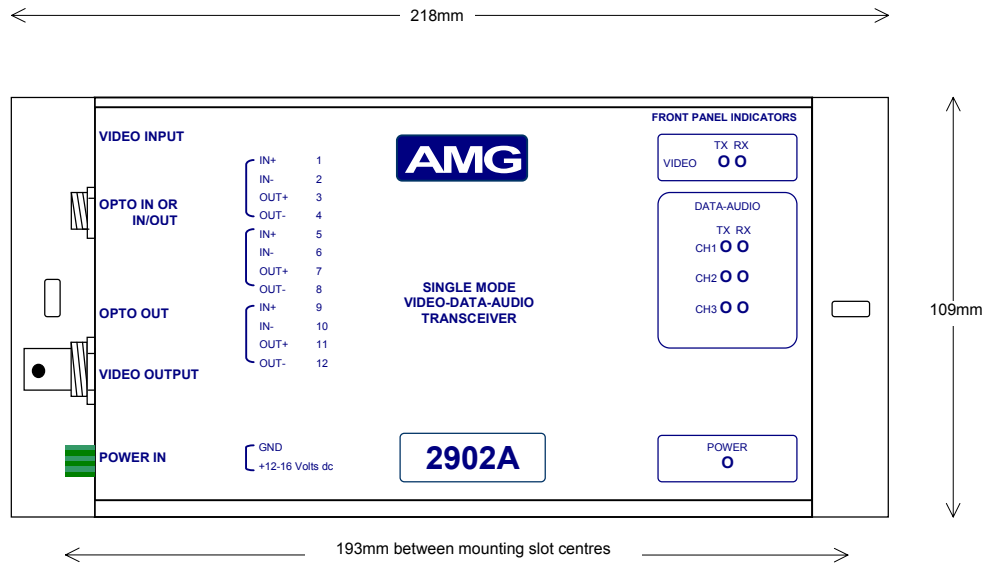 218mm
FRONT PANEL INDICATORS
VIDEO INPUT
OPTO IN OR
IN/OUT
OPTO OUT
VIDEO OUTPUT
POWER IN
IN+ 1
IN- 2
OUT+ 3
OUT- 4
IN+ 5
IN- 6
OUT+ 7
OUT- 8
IN+ 9
IN- 10
OUT+ 11
OUT- 12
GND
+12-16 Volts dc
AMG
SINGLE MODE
VIDEO-DATA-AUDIO
TRANSCEIVER
2902A
TX RX
VIDEO O O
DATA-AUDIO
TX RX
CH1 O O
CH2 O O
CH3 O O
POWER
O
109mm
193mm between mounting slot centres